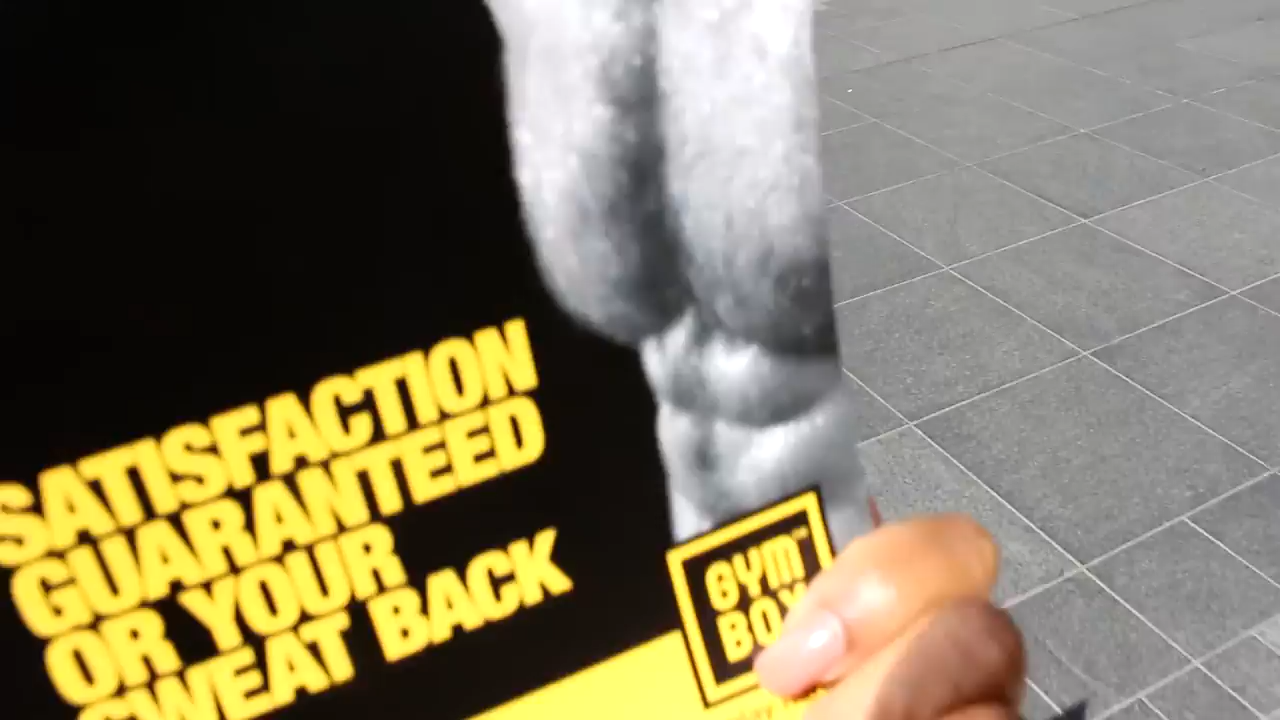 SATISFACTION
GUARANTEED
OR YOUR
SWEAT BACK
GYM
BOX